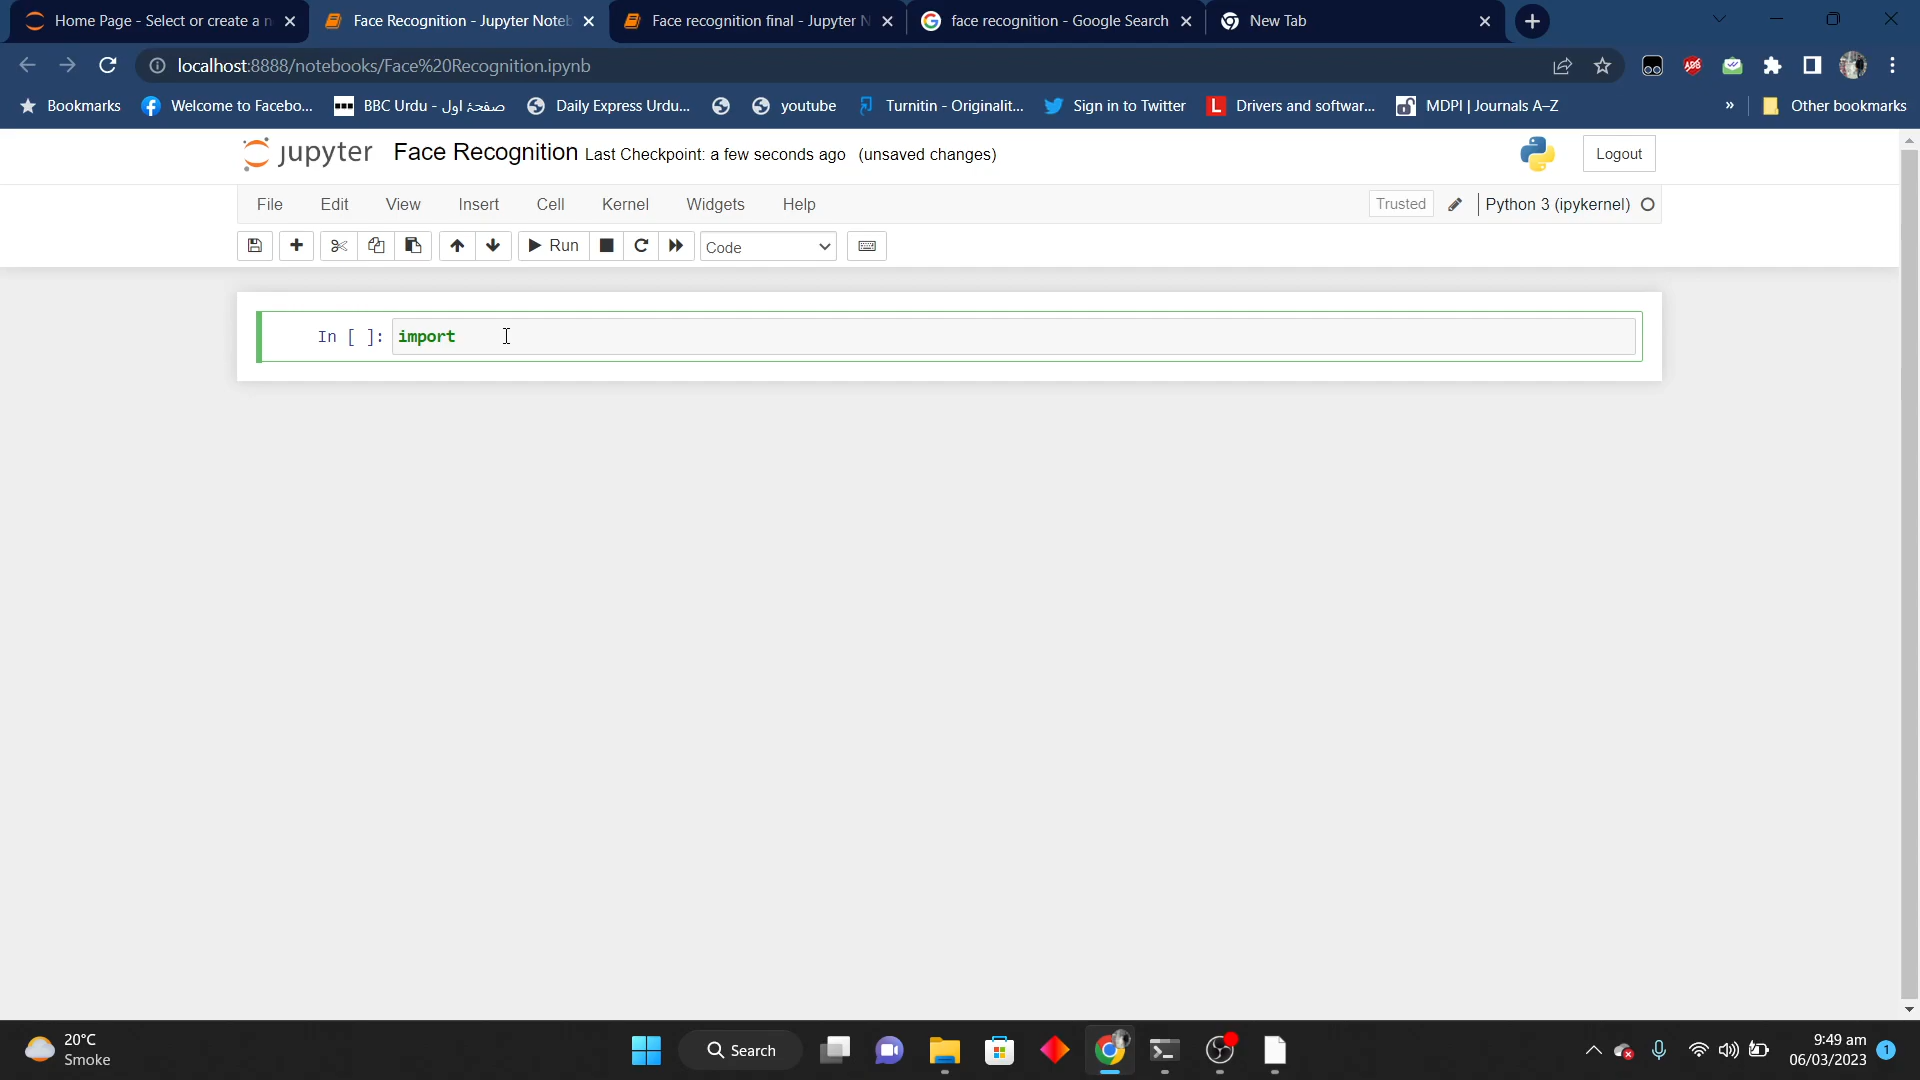 Home Page - Select or create a n
Face Recognition - Jupyter Noteb
Face recognition final - Jupyter N
face recognition - Google Search
New Tab
localhost:8888/notebooks/Face%20Recognition.ipynb
Bookmarks
Welcome to Facebo...
BBC Urdu - صفحۂ اول
Daily Express Urdu...
youtube
Turnitin - Originalit...
Sign in to Twitter
Drivers and softwar...
MDPI | Journals A–Z
»
Other bookmarks
jupyter Face Recognition Last Checkpoint: a few seconds ago (unsaved changes)
Logout
File Edit View Insert Cell Kernel Widgets Help
Trusted
Python 3 (ipykernel)
Run
Code
In [ ]: import
20°C
Smoke
Search
9:49 am
06/03/2023
1